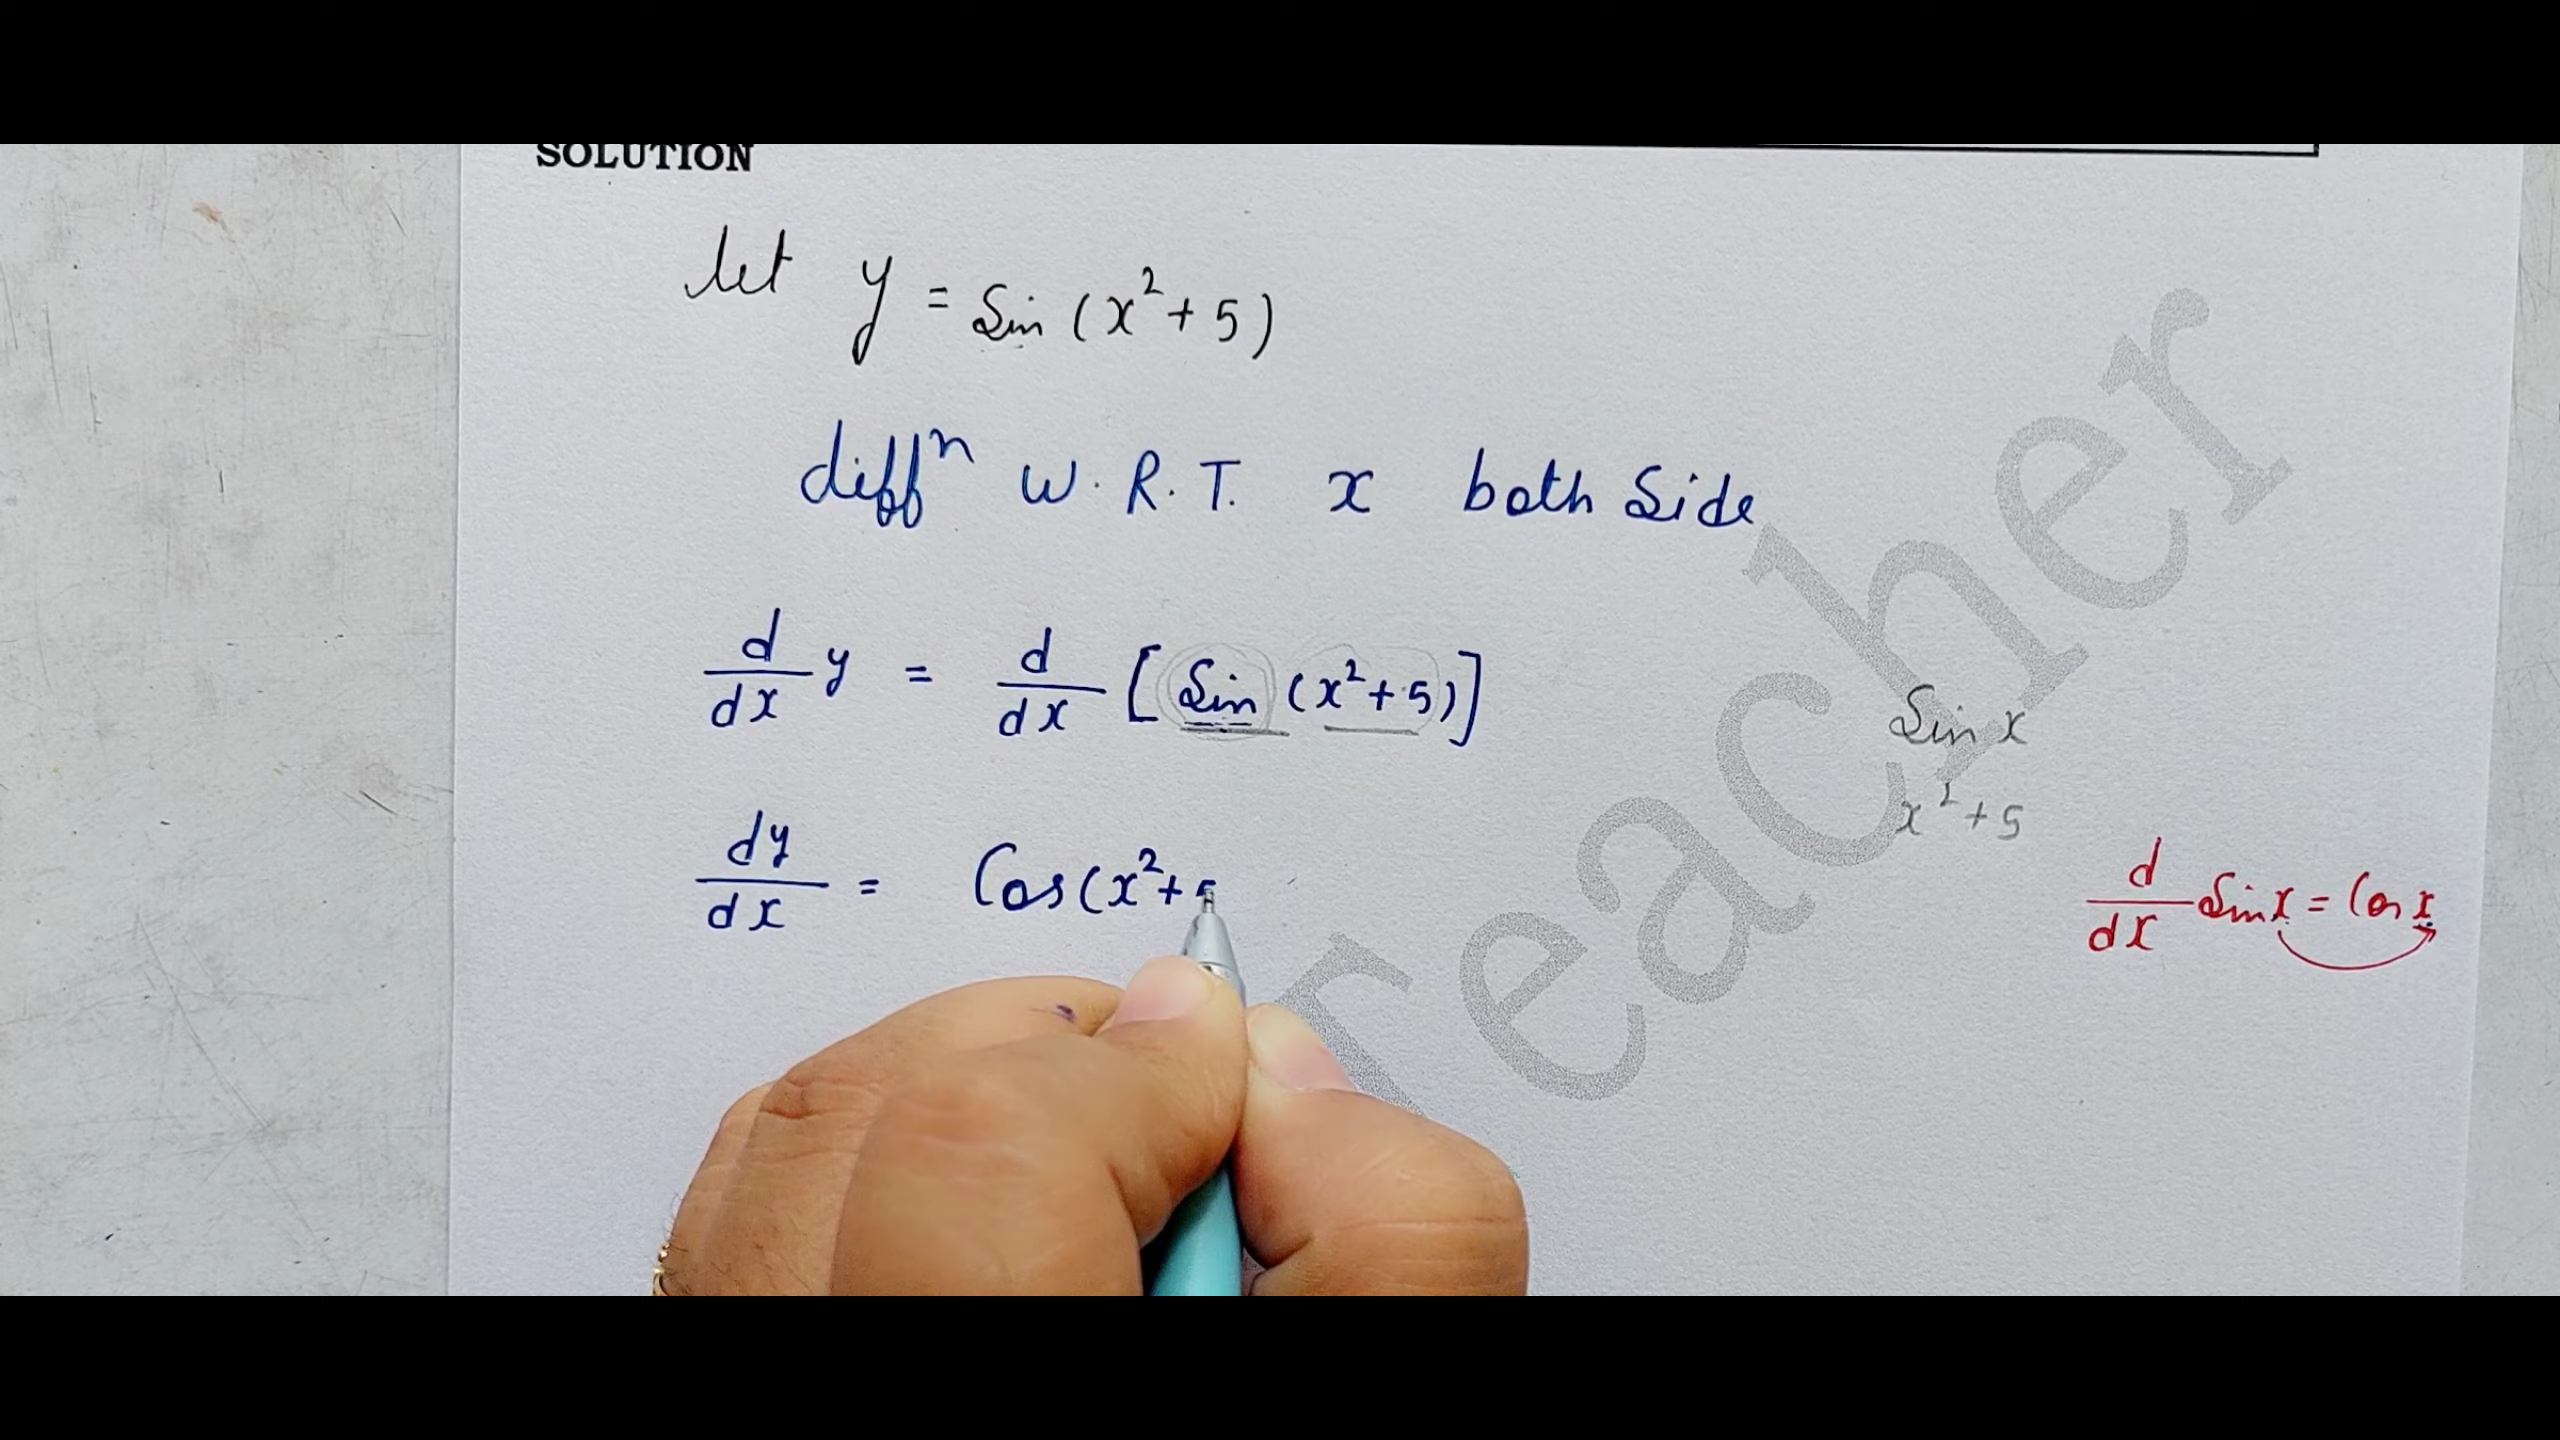 SOLUTION
let y = Sin (x² + 5)
diffⁿ W.R.T. x both Side
d/dx y = d/dx [Sin (x² + 5)]
Sin x
x² + 5
dy/dx = Cos(x² + 5
d/dx Sin x = Cos x
Teacher